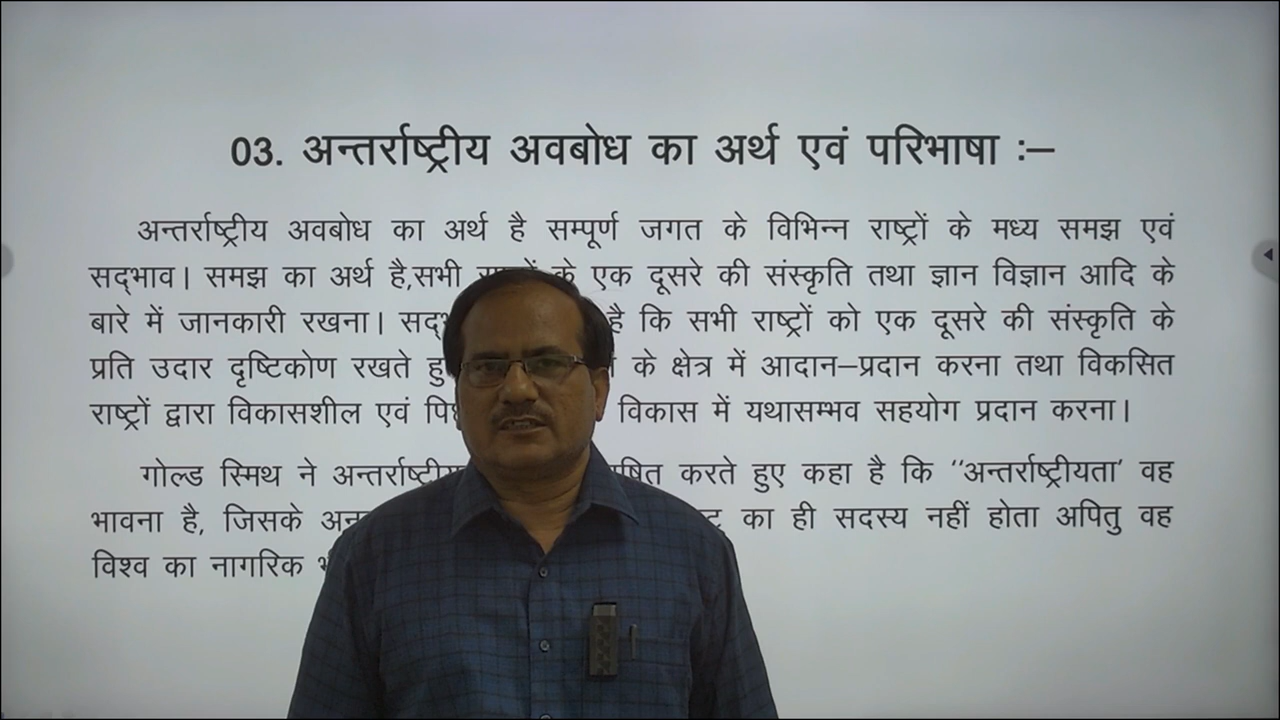 03. अन्तर्राष्ट्रीय अवबोध का अर्थ एवं परिभाषा :–
अन्तर्राष्ट्रीय अवबोध का अर्थ है सम्पूर्ण जगत के विभिन्न राष्ट्रों के मध्य समझ एवं
सद्भाव। समझ का अर्थ है,सभी के एक दूसरे की संस्कृति तथा ज्ञान विज्ञान आदि के
बारे में जानकारी रखना। है कि सभी राष्ट्रों को एक दूसरे की संस्कृति के
प्रति उदार दृष्टिकोण रखते के क्षेत्र में आदान–प्रदान करना तथा विकसित
राष्ट्रों द्वारा विकासशील एवं विकास में यथासम्भव सहयोग प्रदान करना।
गोल्ड स्मिथ ने करते हुए कहा है कि ‘‘अन्तर्राष्ट्रीयता’ वह
भावना है, जिसके का ही सदस्य नहीं होता अपितु वह
विश्व का नागरिक